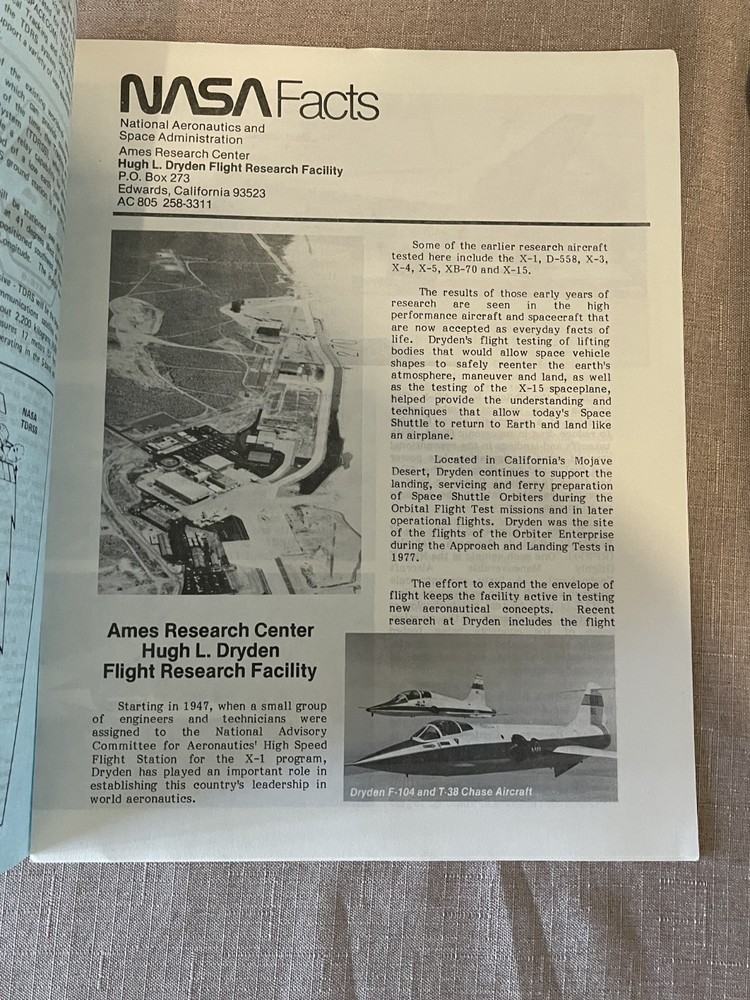 NASA Facts
National Aeronautics and
Space Administration
Ames Research Center
Hugh L. Dryden Flight Research Facility
P.O. Box 273
Edwards, California 93523
AC 805 258-3311
Ames Research Center
Hugh L. Dryden
Flight Research Facility
Starting in 1947, when a small group
of engineers and technicians were
assigned to the National Advisory
Committee for Aeronautics' High Speed
Flight Station for the X-1 program,
Dryden has played an important role in
establishing this country's leadership in
world aeronautics.
Some of the earlier research aircraft
tested here include the X-1, D-558, X-3,
X-4, X-5, XB-70 and X-15.
The results of those early years of
research are seen in the high
performance aircraft and spacecraft that
are now accepted as everyday facts of
life. Dryden's flight testing of lifting
bodies that would allow space vehicle
shapes to safely reenter the earth's
atmosphere, maneuver and land, as well
as the testing of the X-15 spaceplane,
helped provide the understanding and
techniques that allow today's Space
Shuttle to return to Earth and land like
an airplane.
Located in California's Mojave
Desert, Dryden continues to support the
landing, servicing and ferry preparation
of Space Shuttle Orbiters during the
Orbital Flight Test missions and in later
operational flights. Dryden was the site
of the flights of the Orbiter Enterprise
during the Approach and Landing Tests in
1977.
The effort to expand the envelope of
flight keeps the facility active in testing
new aeronautical concepts. Recent
research at Dryden includes the flight
Dryden F-104 and T-38 Chase Aircraft
NASA
TDRSS